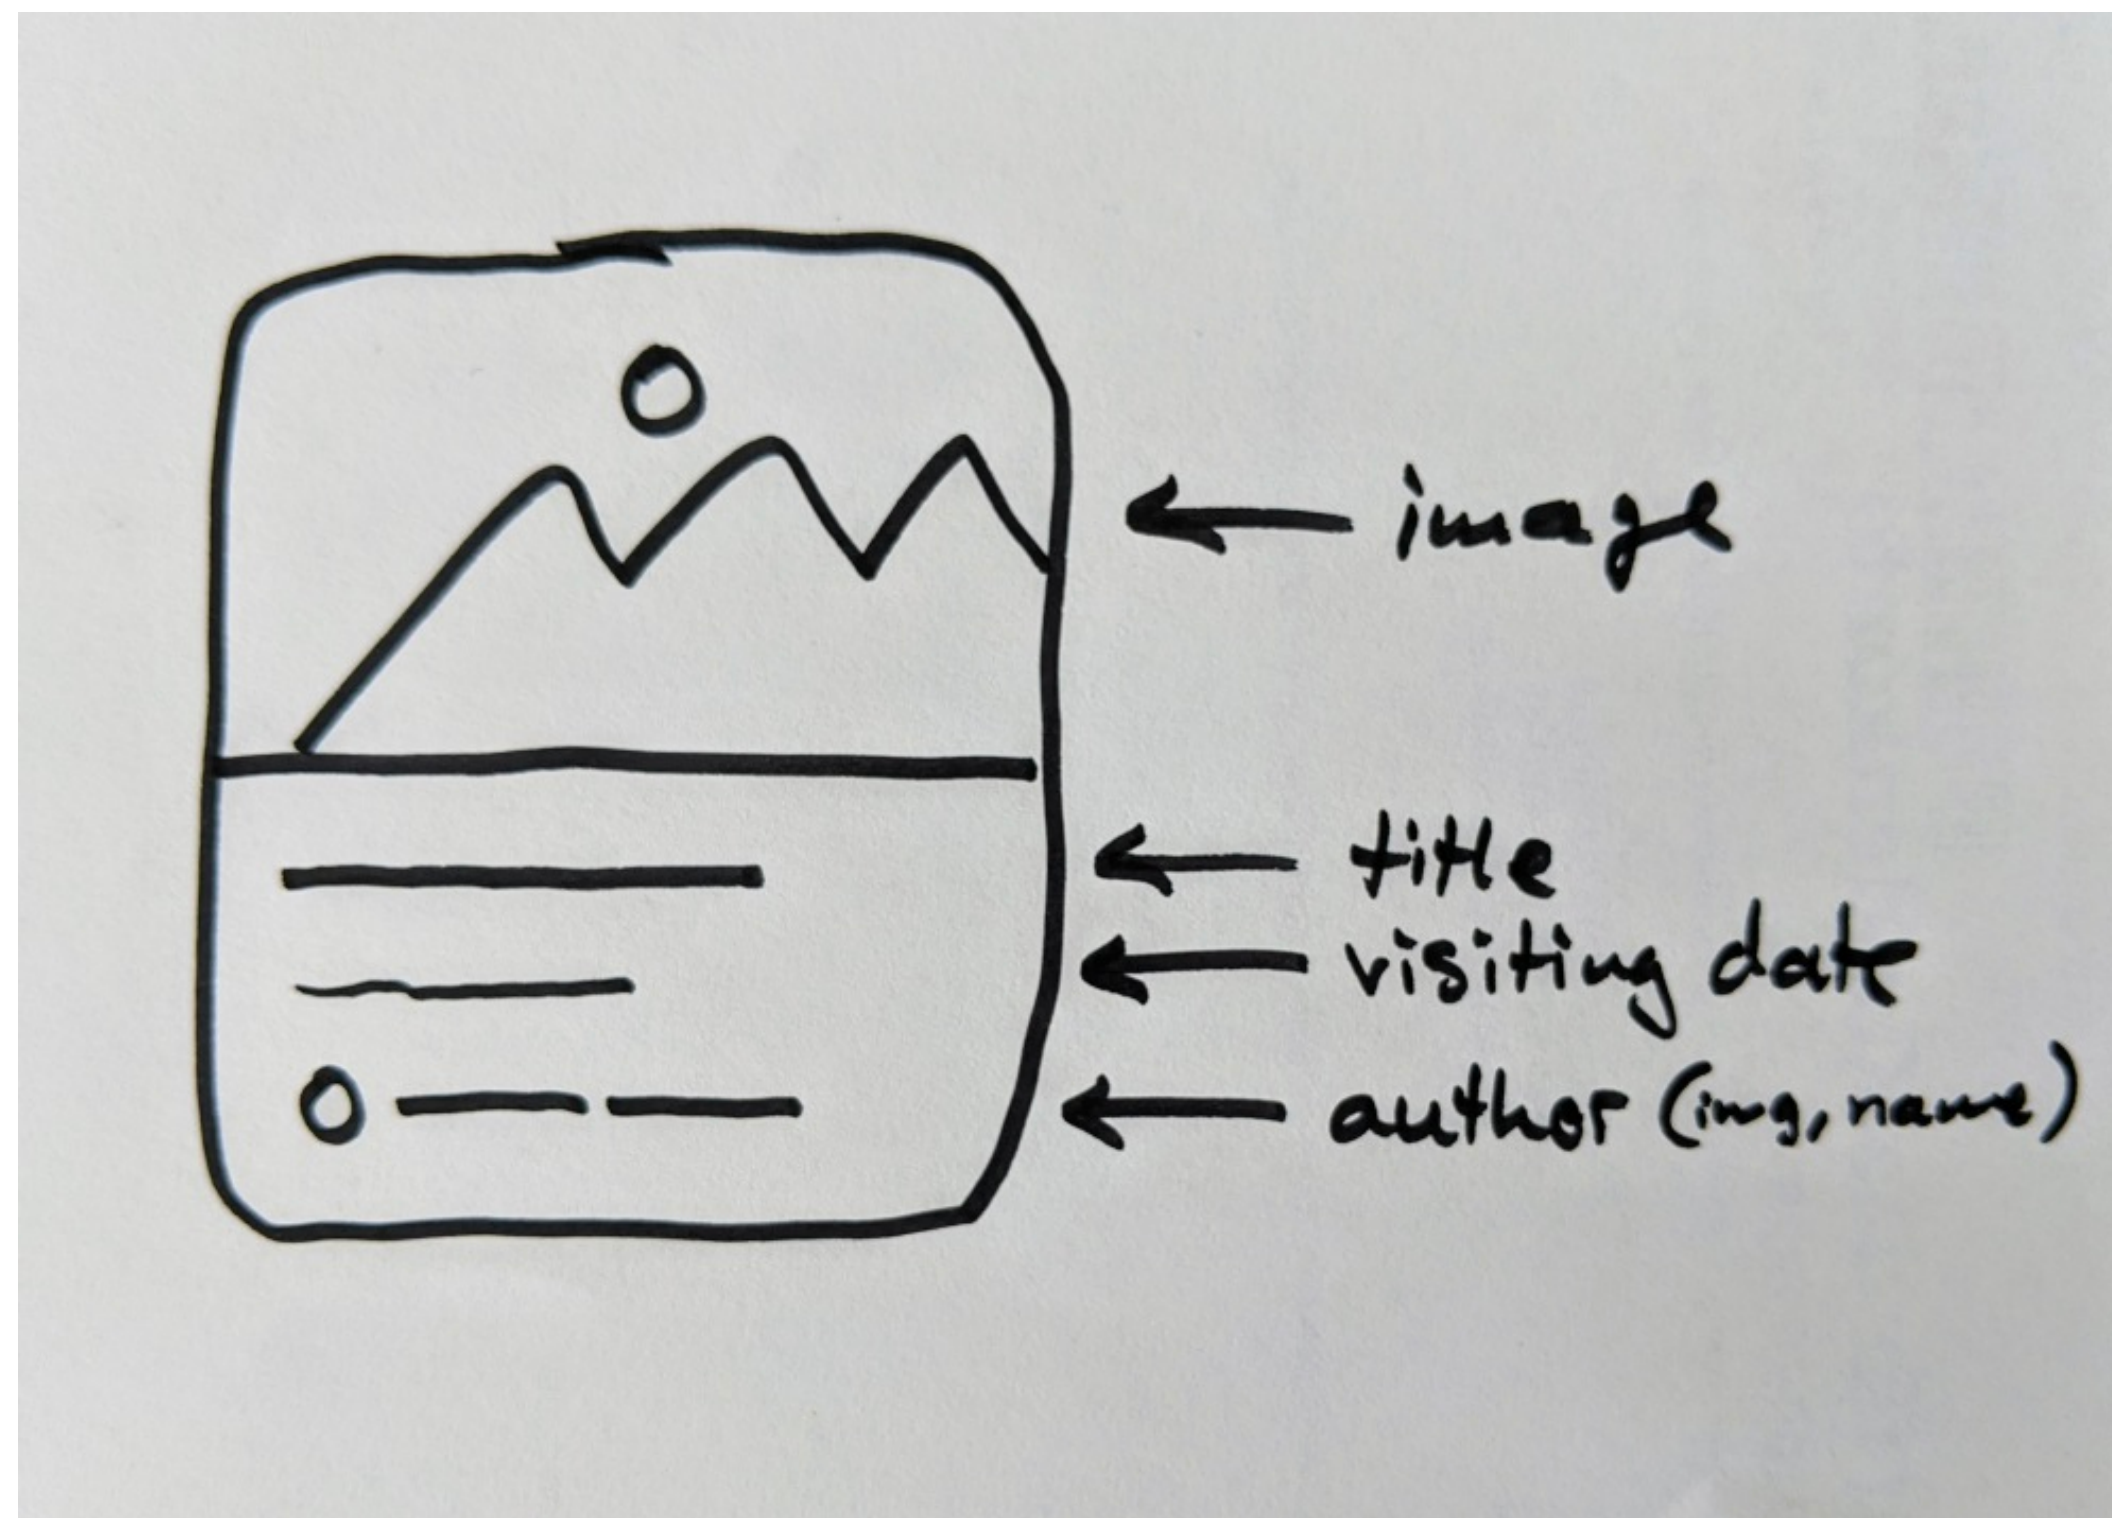 image
title
visiting date
author (img, name)